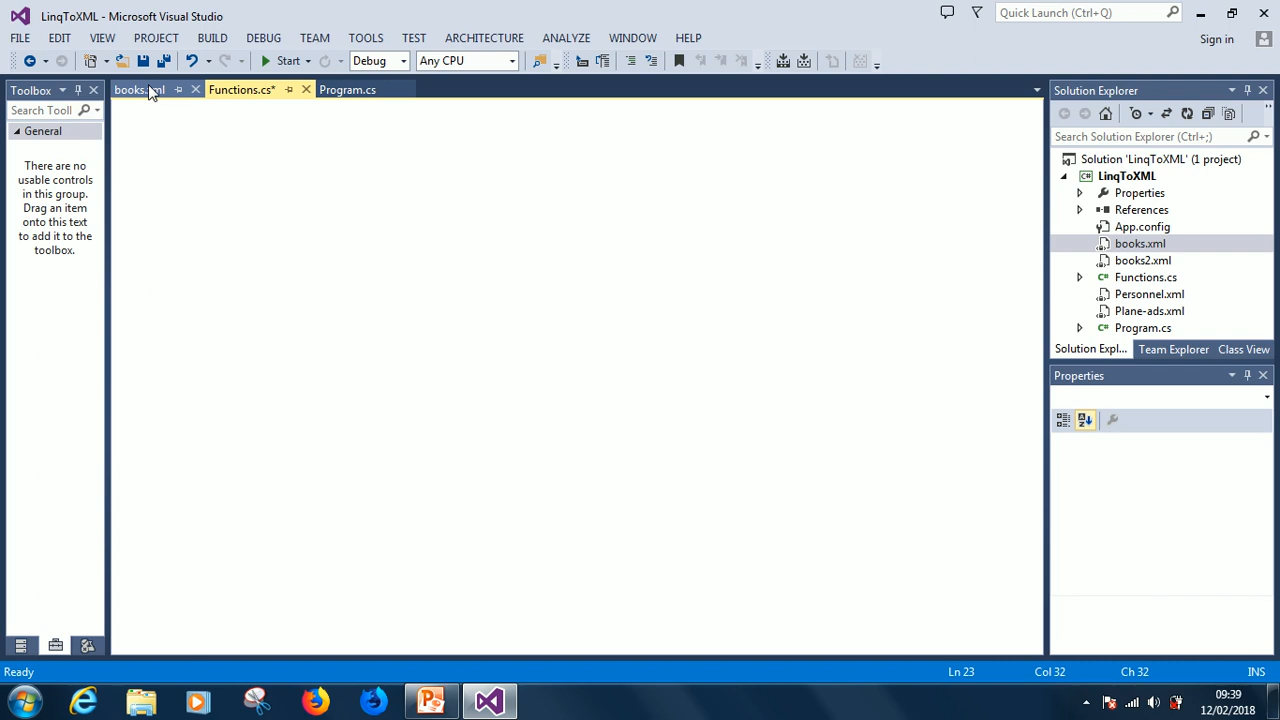 LinqToXML - Microsoft Visual Studio
Quick Launch (Ctrl+Q)
FILE EDIT VIEW PROJECT BUILD DEBUG TEAM TOOLS TEST ARCHITECTURE ANALYZE WINDOW HELP
Sign in
Start Debug Any CPU
Toolbox
books.xml Functions.cs* Program.cs
Search Tooll
General
There are no
usable controls
in this group.
Drag an item
onto this text
to add it to the
toolbox.
Solution Explorer
Search Solution Explorer (Ctrl+;)
Solution 'LinqToXML' (1 project)
C# LinqToXML
Properties
References
App.config
books.xml
books2.xml
C# Functions.cs
Personnel.xml
Plane-ads.xml
C# Program.cs
Solution Expl... Team Explorer Class View
Properties
Ready
Ln 23 Col 32 Ch 32 INS
09:39
12/02/2018